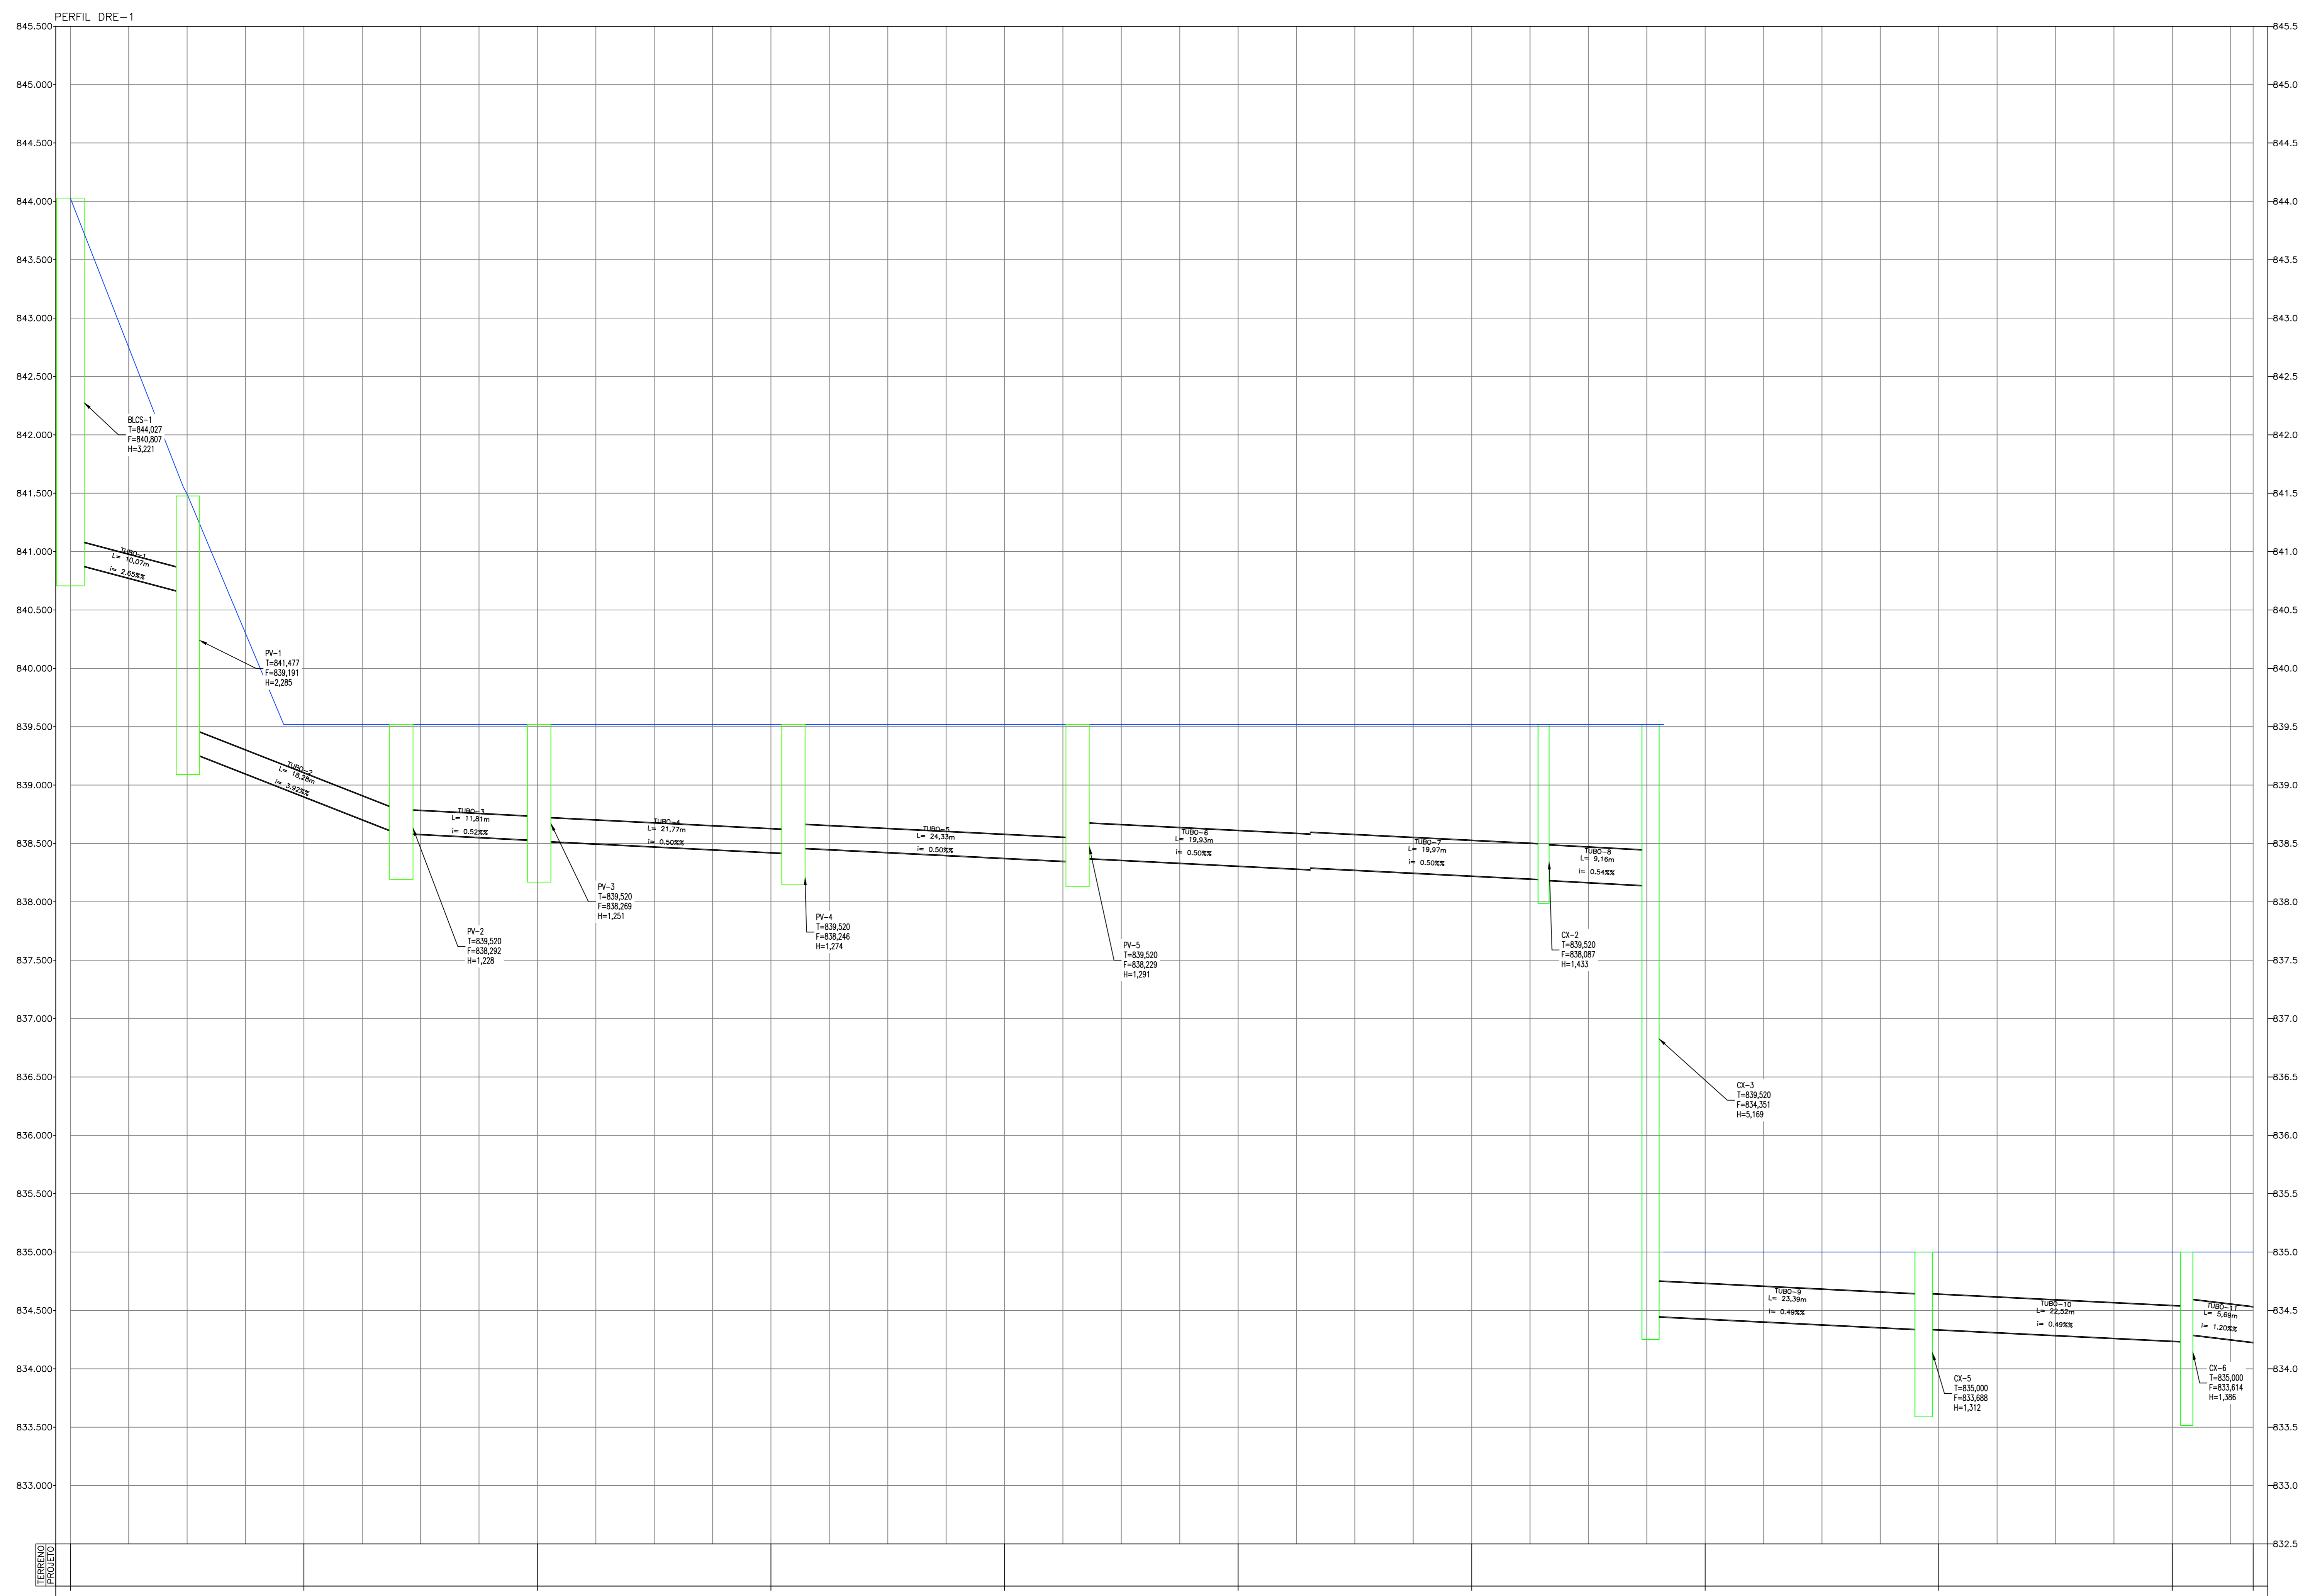 PERFIL DRE-1
845.500
845.000
844.500
844.000
843.500
843.000
842.500
842.000
841.500
841.000
840.500
840.000
839.500
839.000
838.500
838.000
837.500
837.000
836.500
836.000
835.500
835.000
834.500
834.000
833.500
833.000
845.5
845.0
844.5
844.0
843.5
843.0
842.5
842.0
841.5
841.0
840.5
840.0
839.5
839.0
838.5
838.0
837.5
837.0
836.5
836.0
835.5
835.0
834.5
834.0
833.5
833.0
832.5
BLCS-1
T=844,027
F=840,807
H=3,221
TUBO-1
L= 10,07m
i= 2.65%%
PV-1
T=841,477
F=839,191
H=2,285
TUBO-2
L= 18,28m
i= 3.92%%
PV-2
T=839,520
F=838,292
H=1,228
TUBO-3
L= 11,81m
i= 0.52%%
PV-3
T=839,520
F=838,269
H=1,251
TUBO-4
L= 21,77m
i= 0.50%%
PV-4
T=839,520
F=838,246
H=1,274
TUBO-5
L= 24,33m
i= 0.50%%
PV-5
T=839,520
F=838,229
H=1,291
TUBO-6
L= 19,93m
i= 0.50%%
TUBO-7
L= 19,97m
i= 0.50%%
CX-2
T=839,520
F=838,087
H=1,433
TUBO-8
L= 9,16m
i= 0.54%%
CX-3
T=839,520
F=834,351
H=5,169
TUBO-9
L= 23,39m
i= 0.49%%
CX-5
T=835,000
F=833,688
H=1,312
TUBO-10
L= 22,52m
i= 0.49%%
CX-6
T=835,000
F=833,614
H=1,386
TUBO-11
L= 5,69m
i= 1.20%%
TERRENO
PROJETO